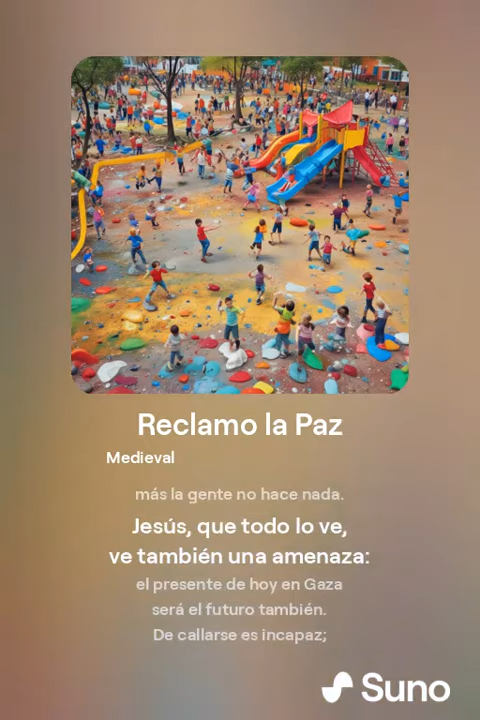 Reclamo la Paz
Medieval
más la gente no hace nada.
Jesús, que todo lo ve,
ve también una amenaza:
el presente de hoy en Gaza
será el futuro también.
De callarse es incapaz;
Suno